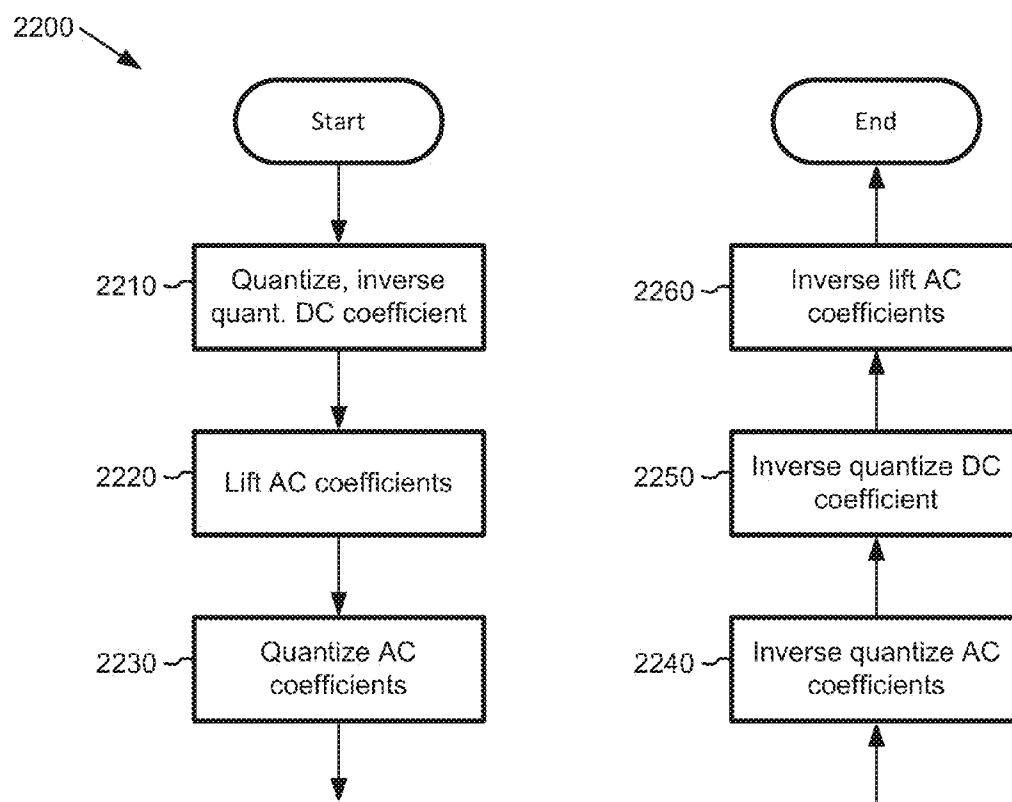 2200
Start
2210
Quantize, inverse
quant. DC coefficient
2220
Lift AC coefficients
2230
Quantize AC
coefficients
End
2260
Inverse lift AC
coefficients
2250
Inverse quantize DC
coefficient
2240
Inverse quantize AC
coefficients